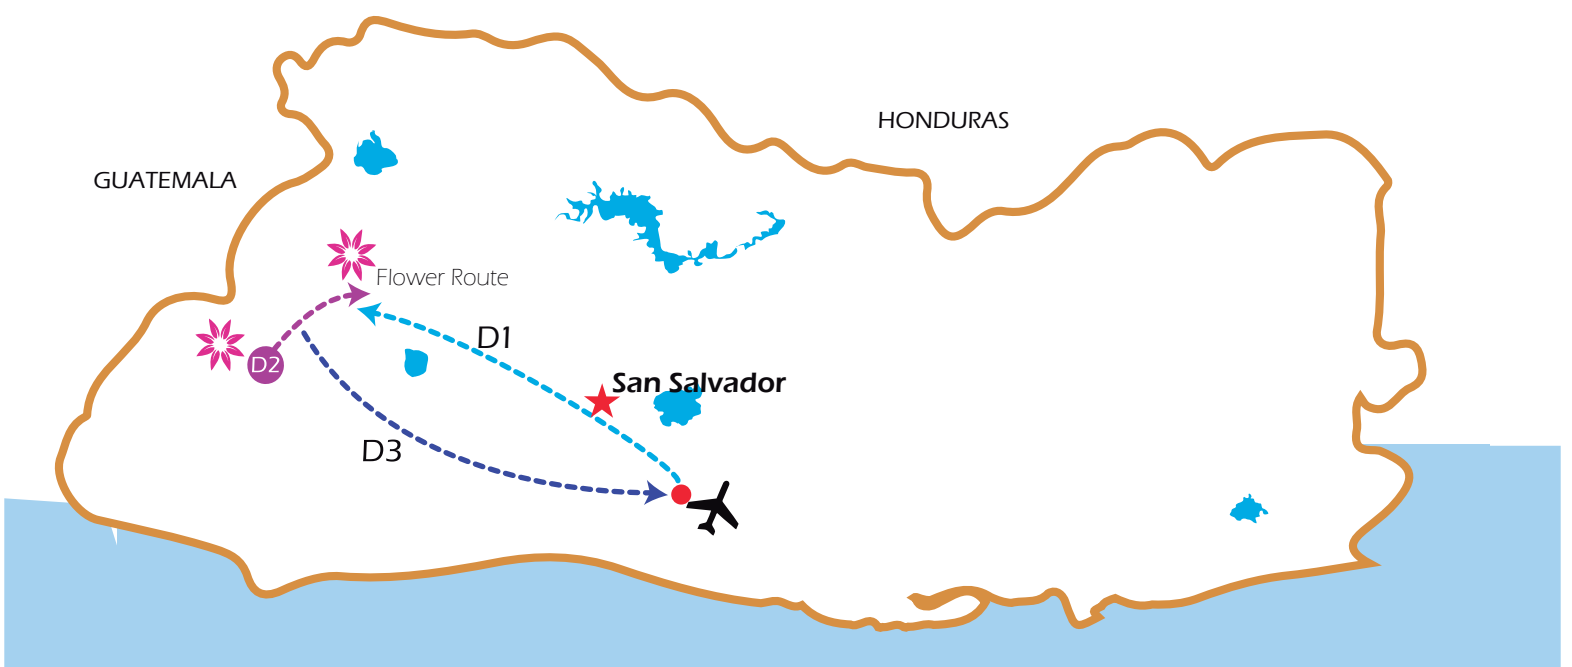 HONDURAS
GUATEMALA
Flower Route
D1
D2
San Salvador
D3